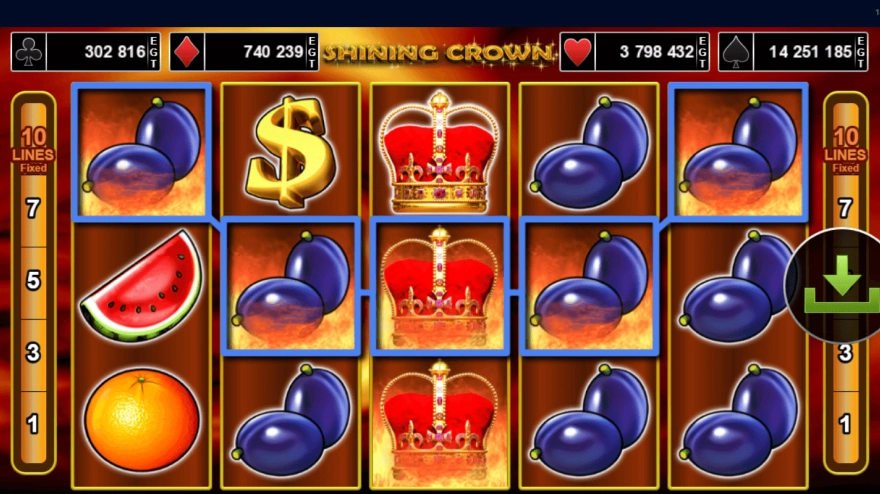 1
302 816 EGT
740 239 EGT
SHINING CROWN
3 798 432 EGT
14 251 185 EGT
10
LINES
Fixed
7
5
3
1
10
LINES
Fixed
7
3
1